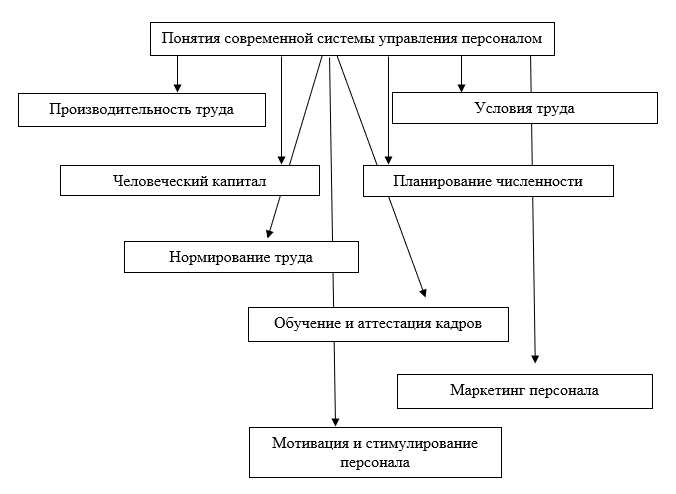 Понятия современной системы управления персоналом
Производительность труда
Условия труда
Человеческий капитал
Планирование численности
Нормирование труда
Обучение и аттестация кадров
Маркетинг персонала
Мотивация и стимулирование
персонала